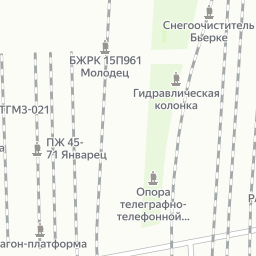 Снегоочиститель
Бьерке
БЖРК 15П961
Молодец
Гидравлическая
колонка
ТГМ3-021
ПЖ 45-
71 Январец
Опора
телеграфно-
телефонной...
агон-платформа